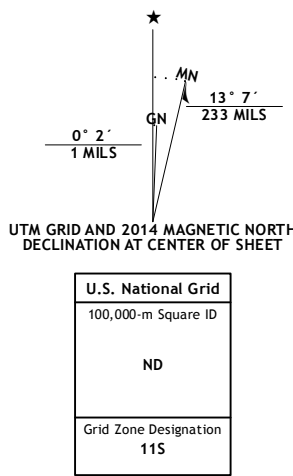 ★
MN
13° 7´
233 MILS
GN
0° 2´
1 MILS
UTM GRID AND 2014 MAGNETIC NORTH
DECLINATION AT CENTER OF SHEET
U.S. National Grid
100,000-m Square ID
ND
Grid Zone Designation
11S